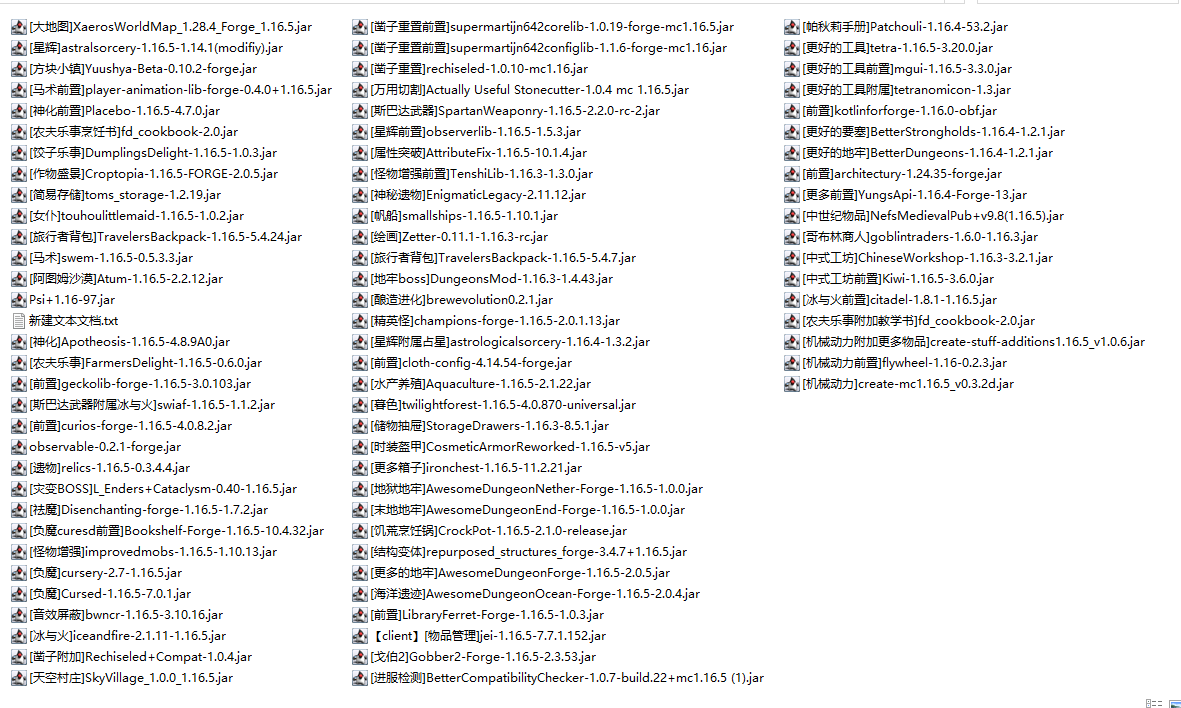 [大地图]XaerosWorldMap_1.28.4_Forge_1.16.5.jar
[星辉]astralsorcery-1.16.5-1.14.1(modifiy).jar
[方块小镇]Yuushya-Beta-0.10.2-forge.jar
[马术前置]player-animation-lib-forge-0.4.0+1.16.5.jar
[神化前置]Placebo-1.16.5-4.7.0.jar
[农夫乐事烹饪书]fd_cookbook-2.0.jar
[饺子乐事]DumplingsDelight-1.16.5-1.0.3.jar
[作物盛景]Croptopia-1.16.5-FORGE-2.0.5.jar
[简易存储]toms_storage-1.2.19.jar
[女仆]touhoulittlemaid-1.16.5-1.0.2.jar
[旅行者背包]TravelersBackpack-1.16.5-5.4.24.jar
[马术]swem-1.16.5-0.5.3.3.jar
[阿图姆沙漠]Atum-1.16.5-2.2.12.jar
Psi+1.16-97.jar
新建文本文档.txt
[神化]Apotheosis-1.16.5-4.8.9A0.jar
[农夫乐事]FarmersDelight-1.16.5-0.6.0.jar
[前置]geckolib-forge-1.16.5-3.0.103.jar
[斯巴达武器附属冰与火]swiaf-1.16.5-1.1.2.jar
[前置]curios-forge-1.16.5-4.0.8.2.jar
observable-0.2.1-forge.jar
[遗物]relics-1.16.5-0.3.4.4.jar
[灾变BOSS]L_Enders+Cataclysm-0.40-1.16.5.jar
[祛魔]Disenchanting-forge-1.16.5-1.7.2.jar
[负魔curesd前置]Bookshelf-Forge-1.16.5-10.4.32.jar
[怪物增强]improvedmobs-1.16.5-1.10.13.jar
[负魔]cursery-2.7-1.16.5.jar
[负魔]Cursed-1.16.5-7.0.1.jar
[音效屏蔽]bwncr-1.16.5-3.10.16.jar
[冰与火]iceandfire-2.1.11-1.16.5.jar
[凿子附加]Rechiseled+Compat-1.0.4.jar
[天空村庄]SkyVillage_1.0.0_1.16.5.jar
[凿子重置前置]supermartijn642corelib-1.0.19-forge-mc1.16.5.jar
[凿子重置前置]supermartijn642configlib-1.1.6-forge-mc1.16.jar
[凿子重置]rechiseled-1.0.10-mc1.16.jar
[万用切割]Actually Useful Stonecutter-1.0.4 mc 1.16.5.jar
[斯巴达武器]SpartanWeaponry-1.16.5-2.2.0-rc-2.jar
[星辉前置]observerlib-1.16.5-1.5.3.jar
[属性突破]AttributeFix-1.16.5-10.1.4.jar
[怪物增强前置]TenshiLib-1.16.3-1.3.0.jar
[神秘遗物]EnigmaticLegacy-2.11.12.jar
[帆船]smallships-1.16.5-1.10.1.jar
[绘画]Zetter-0.11.1-1.16.3-rc.jar
[旅行者背包]TravelersBackpack-1.16.5-5.4.7.jar
[地牢boss]DungeonsMod-1.16.3-1.4.43.jar
[酿造进化]brewevolution0.2.1.jar
[精英怪]champions-forge-1.16.5-2.0.1.13.jar
[星辉附属占星]astrologicalsorcery-1.16.4-1.3.2.jar
[前置]cloth-config-4.14.54-forge.jar
[水产养殖]Aquaculture-1.16.5-2.1.22.jar
[暮色]twilightforest-1.16.5-4.0.870-universal.jar
[储物抽屉]StorageDrawers-1.16.3-8.5.1.jar
[时装盔甲]CosmeticArmorReworked-1.16.5-v5.jar
[更多箱子]ironchest-1.16.5-11.2.21.jar
[地狱地牢]AwesomeDungeonNether-Forge-1.16.5-1.0.0.jar
[末地地牢]AwesomeDungeonEnd-Forge-1.16.5-1.0.0.jar
[饥荒烹饪锅]CrockPot-1.16.5-2.1.0-release.jar
[结构变体]repurposed_structures_forge-3.4.7+1.16.5.jar
[更多的地牢]AwesomeDungeonForge-1.16.5-2.0.5.jar
[海洋遗迹]AwesomeDungeonOcean-Forge-1.16.5-2.0.4.jar
[前置]LibraryFerret-Forge-1.16.5-1.0.3.jar
【client】[物品管理]jei-1.16.5-7.7.1.152.jar
[戈伯2]Gobber2-Forge-1.16.5-2.3.53.jar
[进服检测]BetterCompatibilityChecker-1.0.7-build.22+mc1.16.5 (1).jar
[帕秋莉手册]Patchouli-1.16.4-53.2.jar
[更好的工具]tetra-1.16.5-3.20.0.jar
[更好的工具前置]mgui-1.16.5-3.3.0.jar
[更好的工具附属]tetranomicon-1.3.jar
[前置]kotlinforforge-1.16.0-obf.jar
[更好的要塞]BetterStrongholds-1.16.4-1.2.1.jar
[更好的地牢]BetterDungeons-1.16.4-1.2.1.jar
[前置]architectury-1.24.35-forge.jar
[更多前置]YungsApi-1.16.4-Forge-13.jar
[中世纪物品]NefsMedievalPub+v9.8(1.16.5).jar
[哥布林商人]goblintraders-1.6.0-1.16.3.jar
[中式工坊]ChineseWorkshop-1.16.3-3.2.1.jar
[中式工坊前置]Kiwi-1.16.5-3.6.0.jar
[冰与火前置]citadel-1.8.1-1.16.5.jar
[农夫乐事附加教学书]fd_cookbook-2.0.jar
[机械动力附加更多物品]create-stuff-additions1.16.5_v1.0.6.jar
[机械动力前置]flywheel-1.16-0.2.3.jar
[机械动力]create-mc1.16.5_v0.3.2d.jar